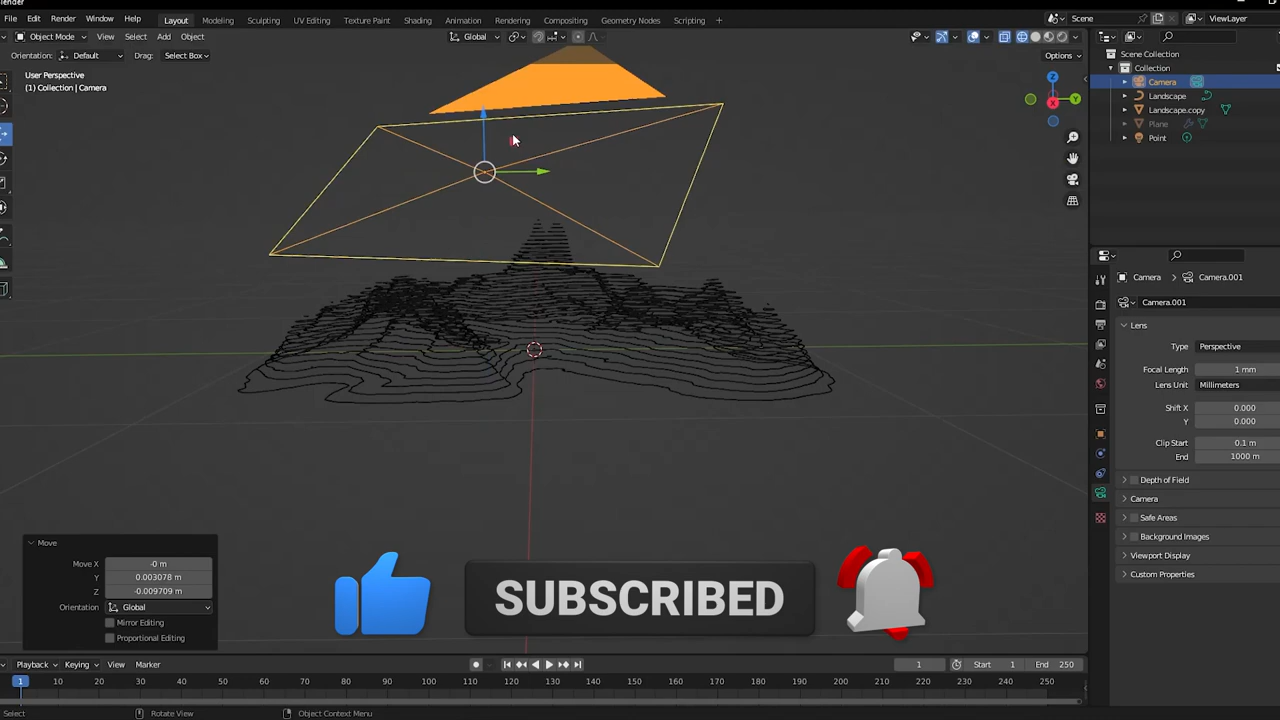 Blender
File Edit Render Window Help Layout Modeling Sculpting UV Editing Texture Paint Shading Animation Rendering Compositing Geometry Nodes Scripting + Scene ViewLayer
Object Mode View Select Add Object Global
Orientation: Default Drag: Select Box Options
User Perspective
(1) Collection | Camera
Z
Y
X
Scene Collection
Collection
Camera
Landscape
Landscape.copy
Plane
Point
Camera Camera.001
Camera.001
Lens
Type Perspective
Focal Length 1 mm
Lens Unit Millimeters
Shift X 0.000
Y 0.000
Clip Start 0.1 m
End 1000 m
Depth of Field
Camera
Safe Areas
Background Images
Viewport Display
Custom Properties
Move
Move X -0 m
Y 0.003078 m
Z -0.009709 m
Orientation Global
Mirror Editing
Proportional Editing
SUBSCRIBED
Playback Keying View Marker 1 Start 1 End 250
1 10 20 30 40 50 60 70 80 90 100 110 120 130 140 150 160 170 180 190 200 210 220 230 240 250
Select Rotate View Object Context Menu